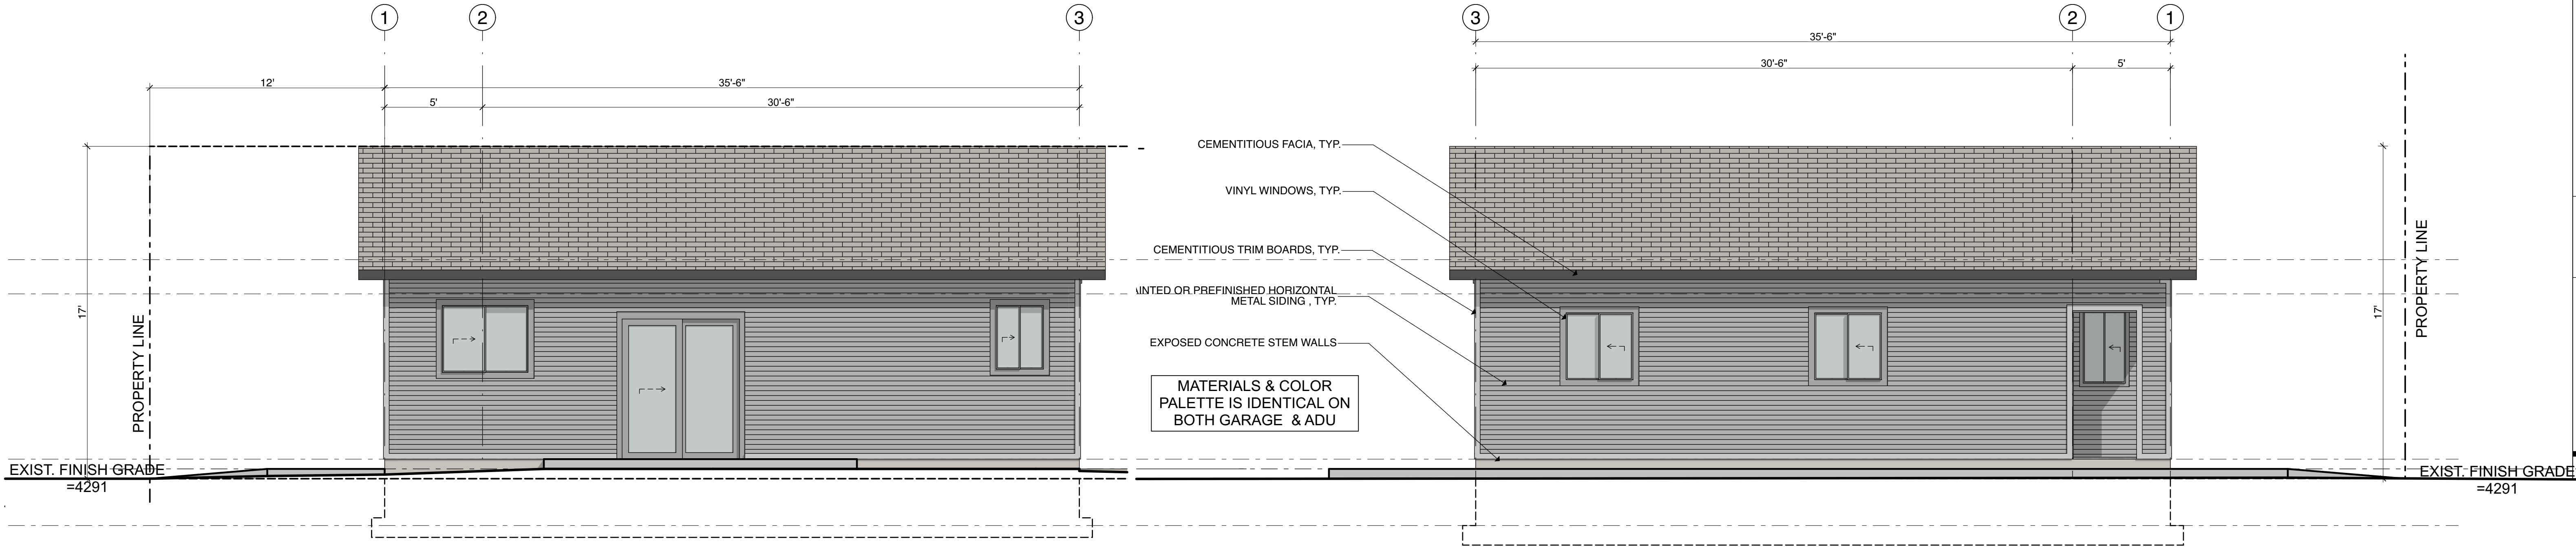 1
2
3
12'
35'-6"
5'
30'-6"
17'
PROPERTY LINE
EXIST. FINISH GRADE
=4291
3
2
1
35'-6"
30'-6"
5'
CEMENTITIOUS FACIA, TYP.
VINYL WINDOWS, TYP.
CEMENTITIOUS TRIM BOARDS, TYP.
AINTED OR PREFINISHED HORIZONTAL
METAL SIDING , TYP.
EXPOSED CONCRETE STEM WALLS
MATERIALS & COLOR
PALETTE IS IDENTICAL ON
BOTH GARAGE & ADU
17'
PROPERTY LINE
EXIST. FINISH GRADE
=4291